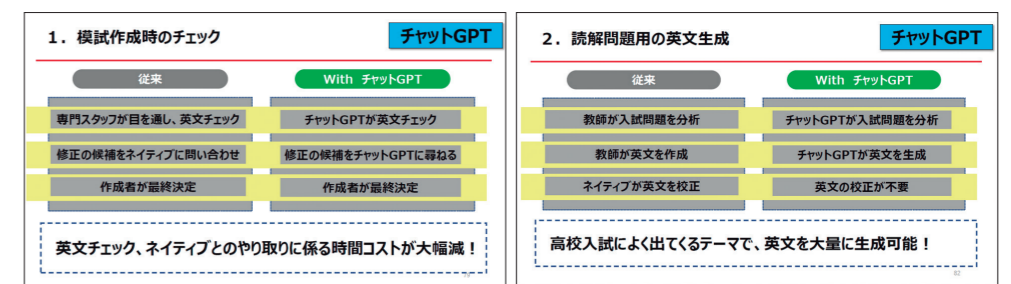 1．模試作成時のチェック
チャットGPT
従来
With チャットGPT
専門スタッフが目を通し、英文チェック
チャットGPTが英文チェック
修正の候補をネイティブに問い合わせ
修正の候補をチャットGPTに尋ねる
作成者が最終決定
作成者が最終決定
英文チェック、ネイティブとのやり取りに係る時間コストが大幅減！
2．読解問題用の英文生成
チャットGPT
従来
With チャットGPT
教師が入試問題を分析
チャットGPTが入試問題を分析
教師が英文を作成
チャットGPTが英文を生成
ネイティブが英文を校正
英文の校正が不要
高校入試によく出てくるテーマで、英文を大量に生成可能！
82